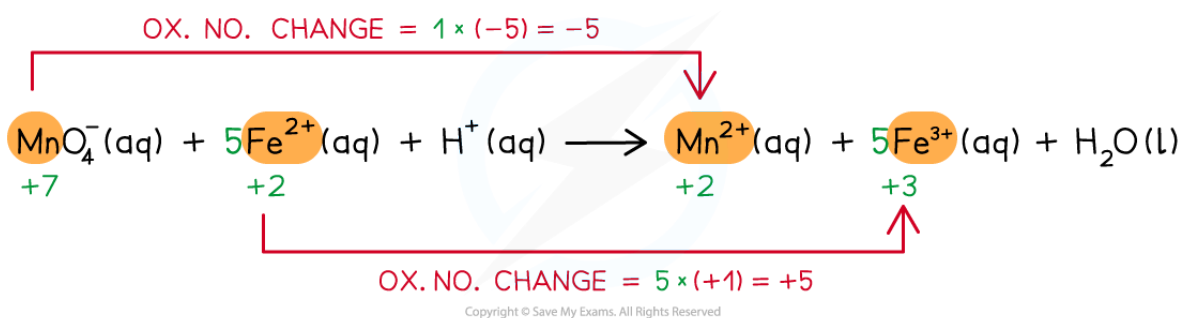 OX. NO. CHANGE = 1 × (−5) = −5
MnO₄⁻(aq) + 5Fe²⁺(aq) + H⁺(aq) ⟶ Mn²⁺(aq) + 5Fe³⁺(aq) + H₂O(l)
+7 +2 +2 +3
OX. NO. CHANGE = 5 × (+1) = +5
Copyright © Save My Exams. All Rights Reserved